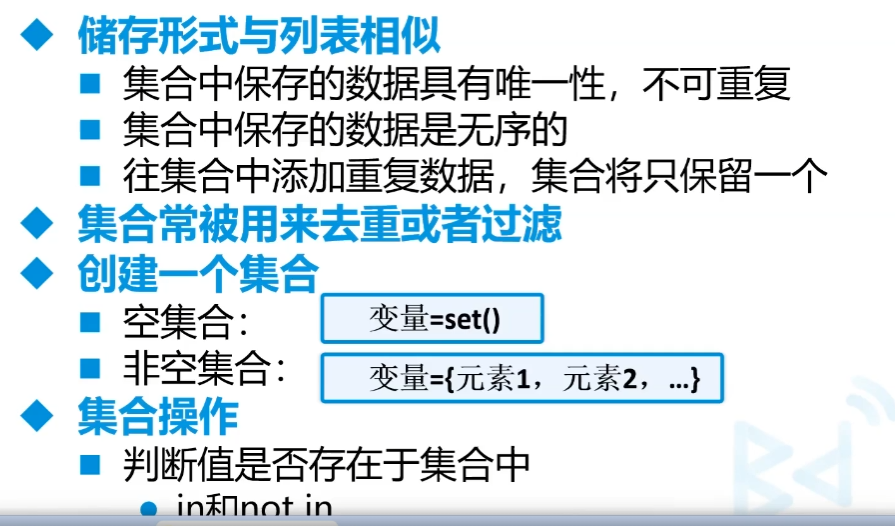 储存形式与列表相似
集合中保存的数据具有唯一性，不可重复
集合中保存的数据是无序的
往集合中添加重复数据，集合将只保留一个
集合常被用来去重或者过滤
创建一个集合
空集合： 变量=set()
非空集合： 变量={元素1，元素2，...}
集合操作
判断值是否存在于集合中
in和not in